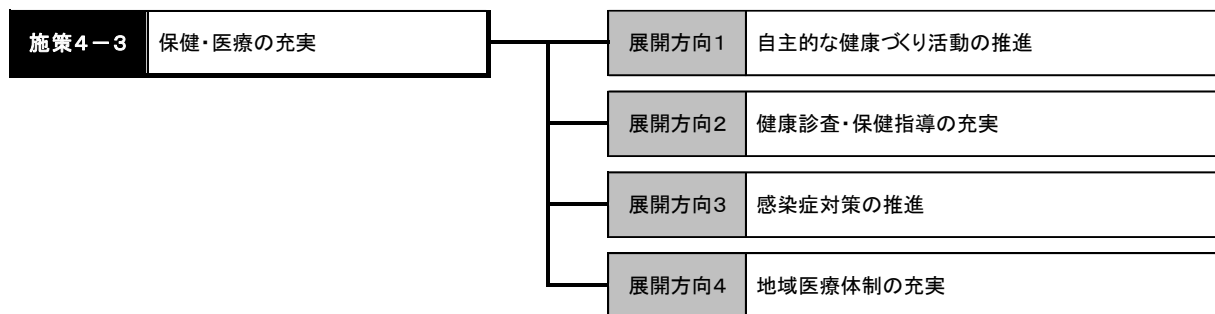 施策4-3 保健・医療の充実
展開方向1 自主的な健康づくり活動の推進
展開方向2 健康診査・保健指導の充実
展開方向3 感染症対策の推進
展開方向4 地域医療体制の充実